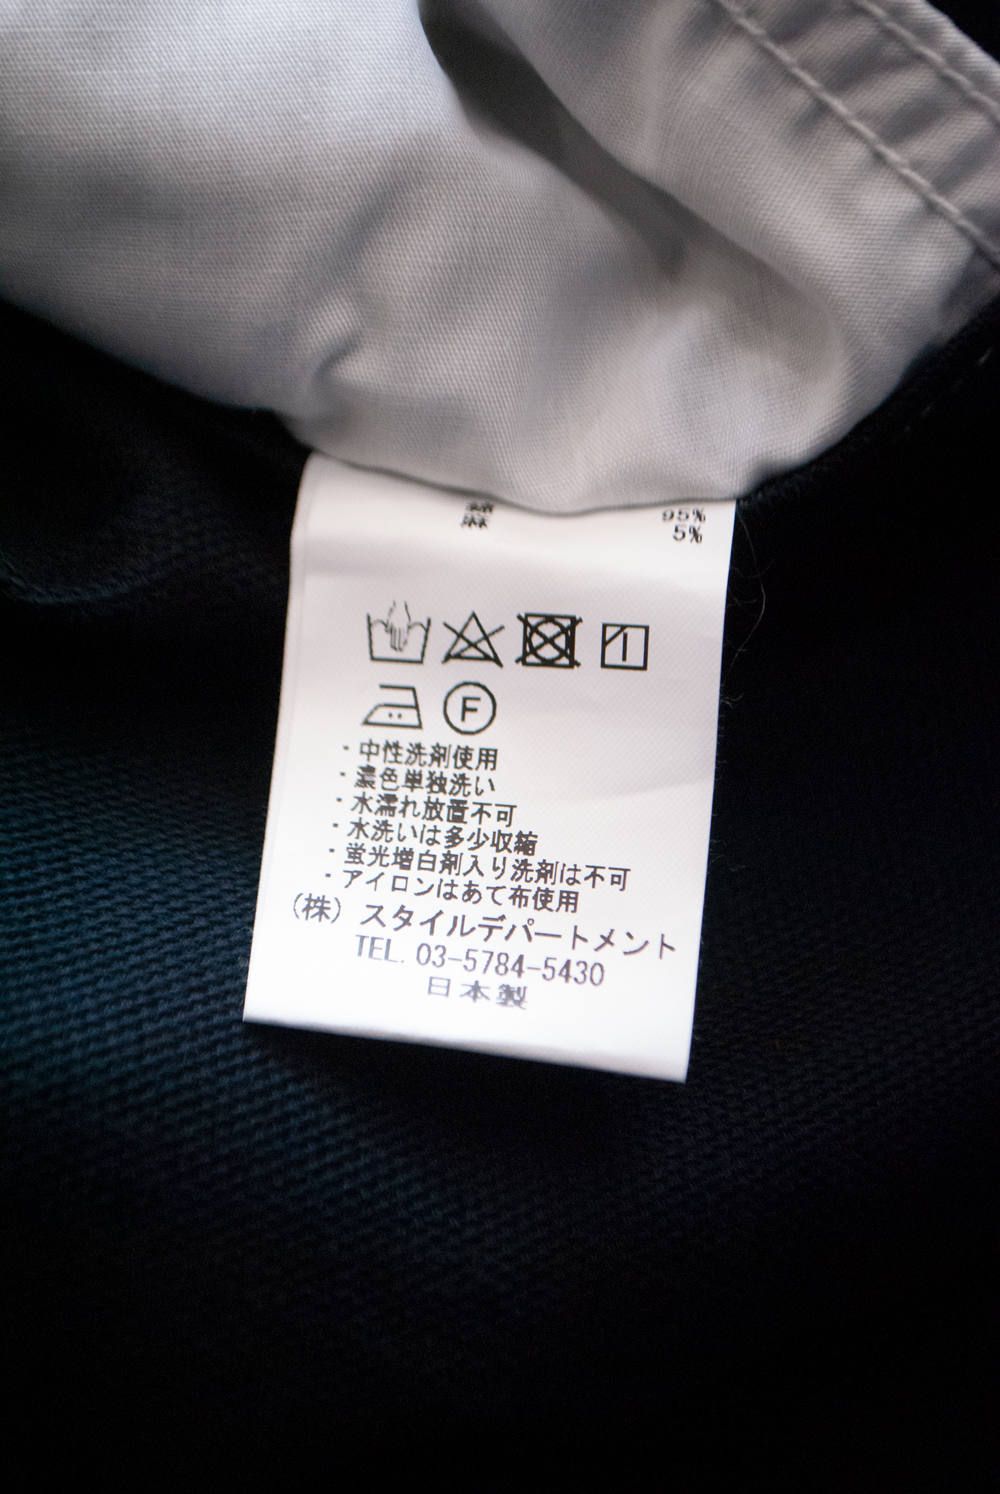 綿 95%
麻 5%
F
・中性洗剤使用
・濃色単独洗い
・水濡れ放置不可
・水洗いは多少収縮
・蛍光増白剤入り洗剤は不可
・アイロンはあて布使用
(株) スタイルデパートメント
TEL. 03-5784-5430
日本製